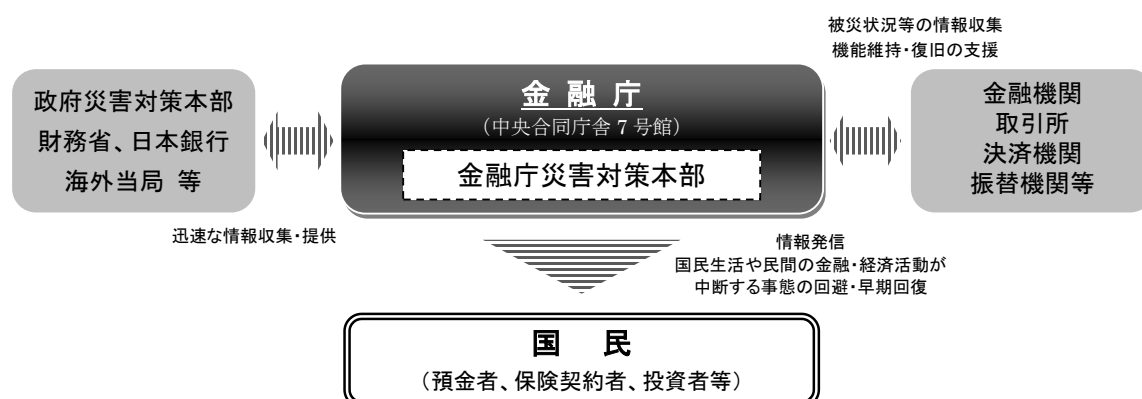 被災状況等の情報収集
機能維持・復旧の支援
政府災害対策本部
財務省、日本銀行
海外当局 等
金 融 庁
（中央合同庁舎 7 号館）
金融庁災害対策本部
金融機関
取引所
決済機関
振替機関等
迅速な情報収集・提供
情報発信
国民生活や民間の金融・経済活動が
中断する事態の回避・早期回復
国 民
（預金者、保険契約者、投資者等）